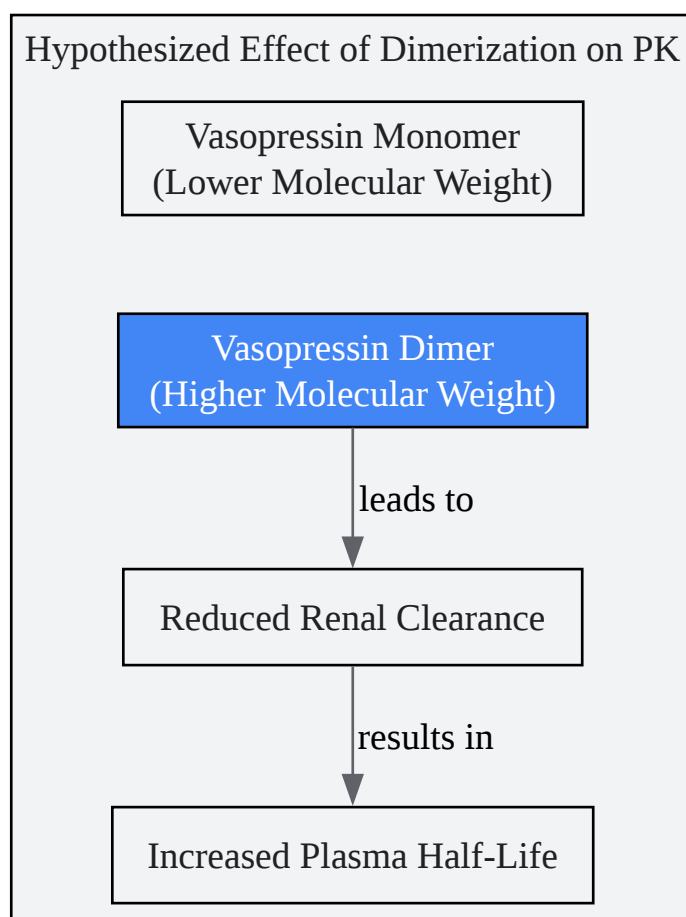 Hypothesized Effect of Dimerization on PK
Vasopressin Monomer
(Lower Molecular Weight)
Vasopressin Dimer
(Higher Molecular Weight)
leads to
Reduced Renal Clearance
results in
Increased Plasma Half-Life